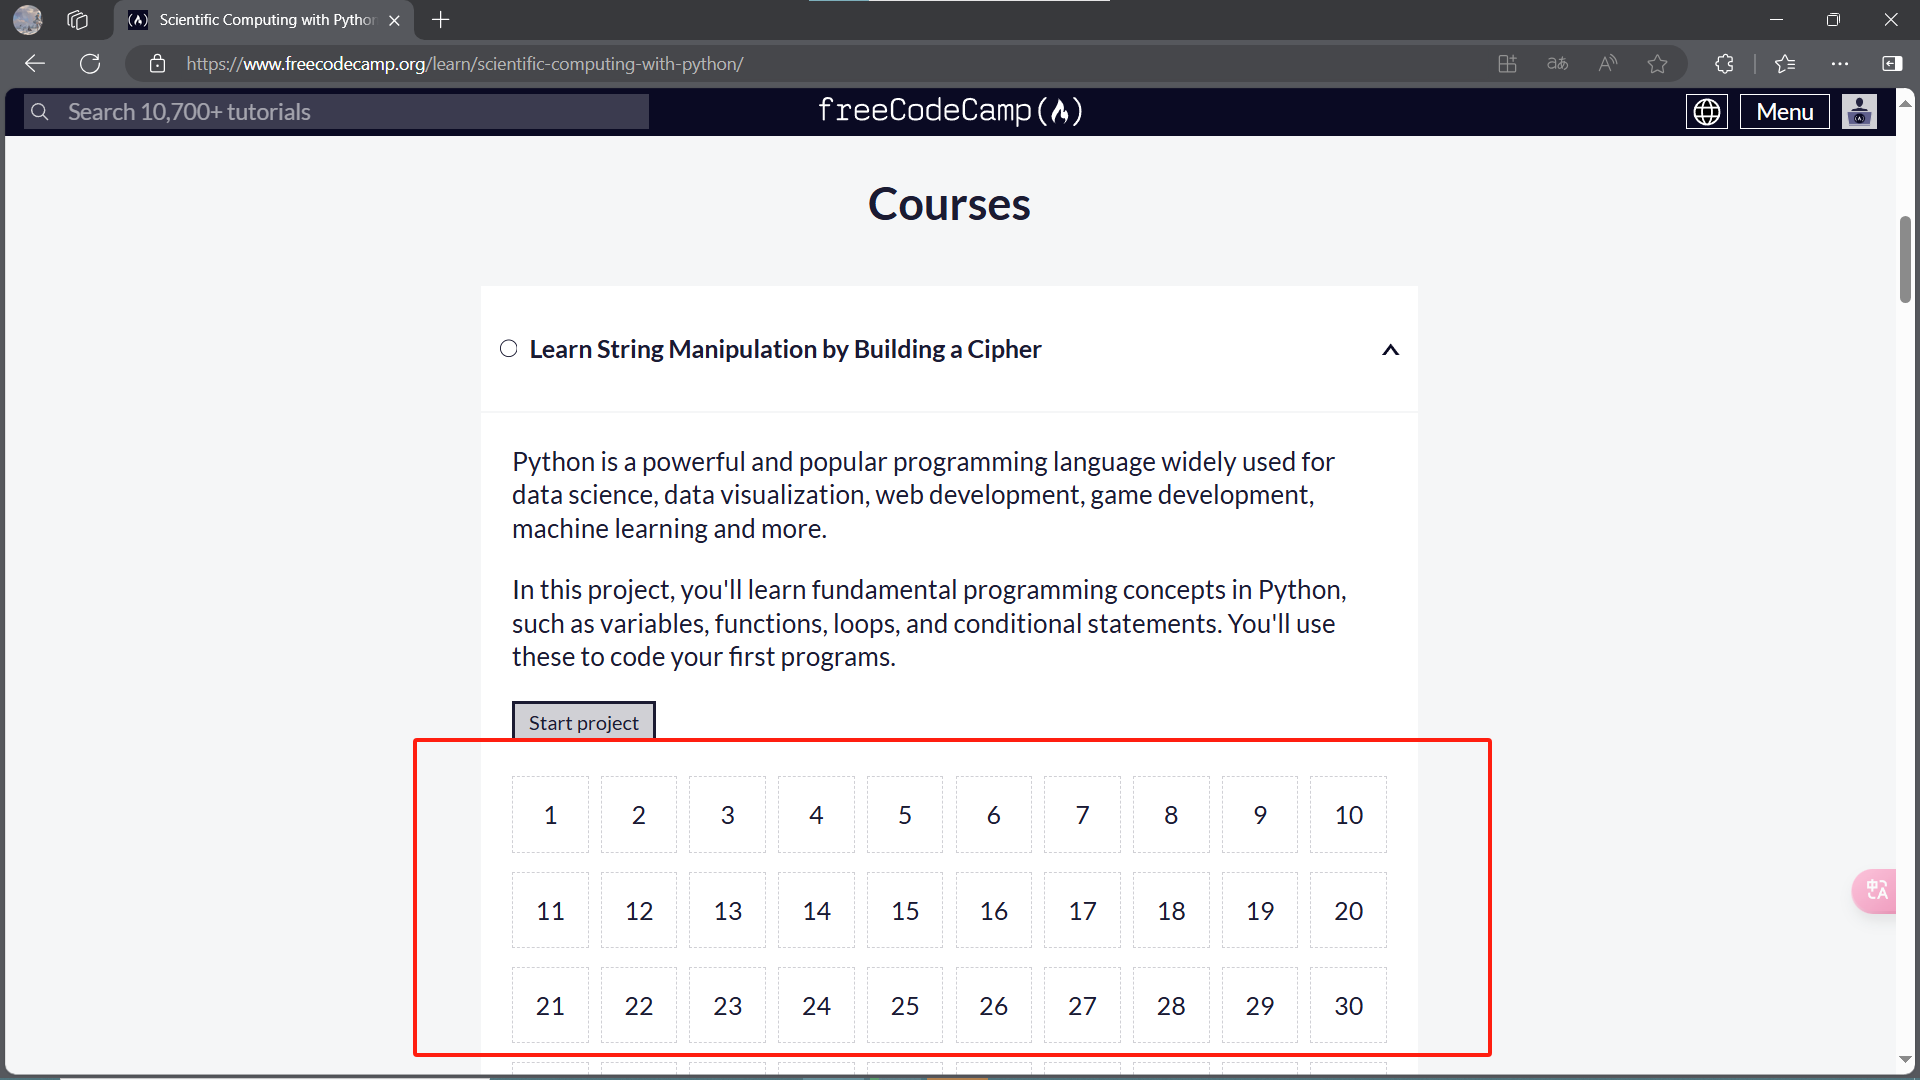 Scientific Computing with Python
https://www.freecodecamp.org/learn/scientific-computing-with-python/
Search 10,700+ tutorials
freeCodeCamp(🔥)
Menu
Courses
Learn String Manipulation by Building a Cipher
Python is a powerful and popular programming language widely used for
data science, data visualization, web development, game development,
machine learning and more.
In this project, you'll learn fundamental programming concepts in Python,
such as variables, functions, loops, and conditional statements. You'll use
these to code your first programs.
Start project
1 2 3 4 5 6 7 8 9 10
11 12 13 14 15 16 17 18 19 20
21 22 23 24 25 26 27 28 29 30